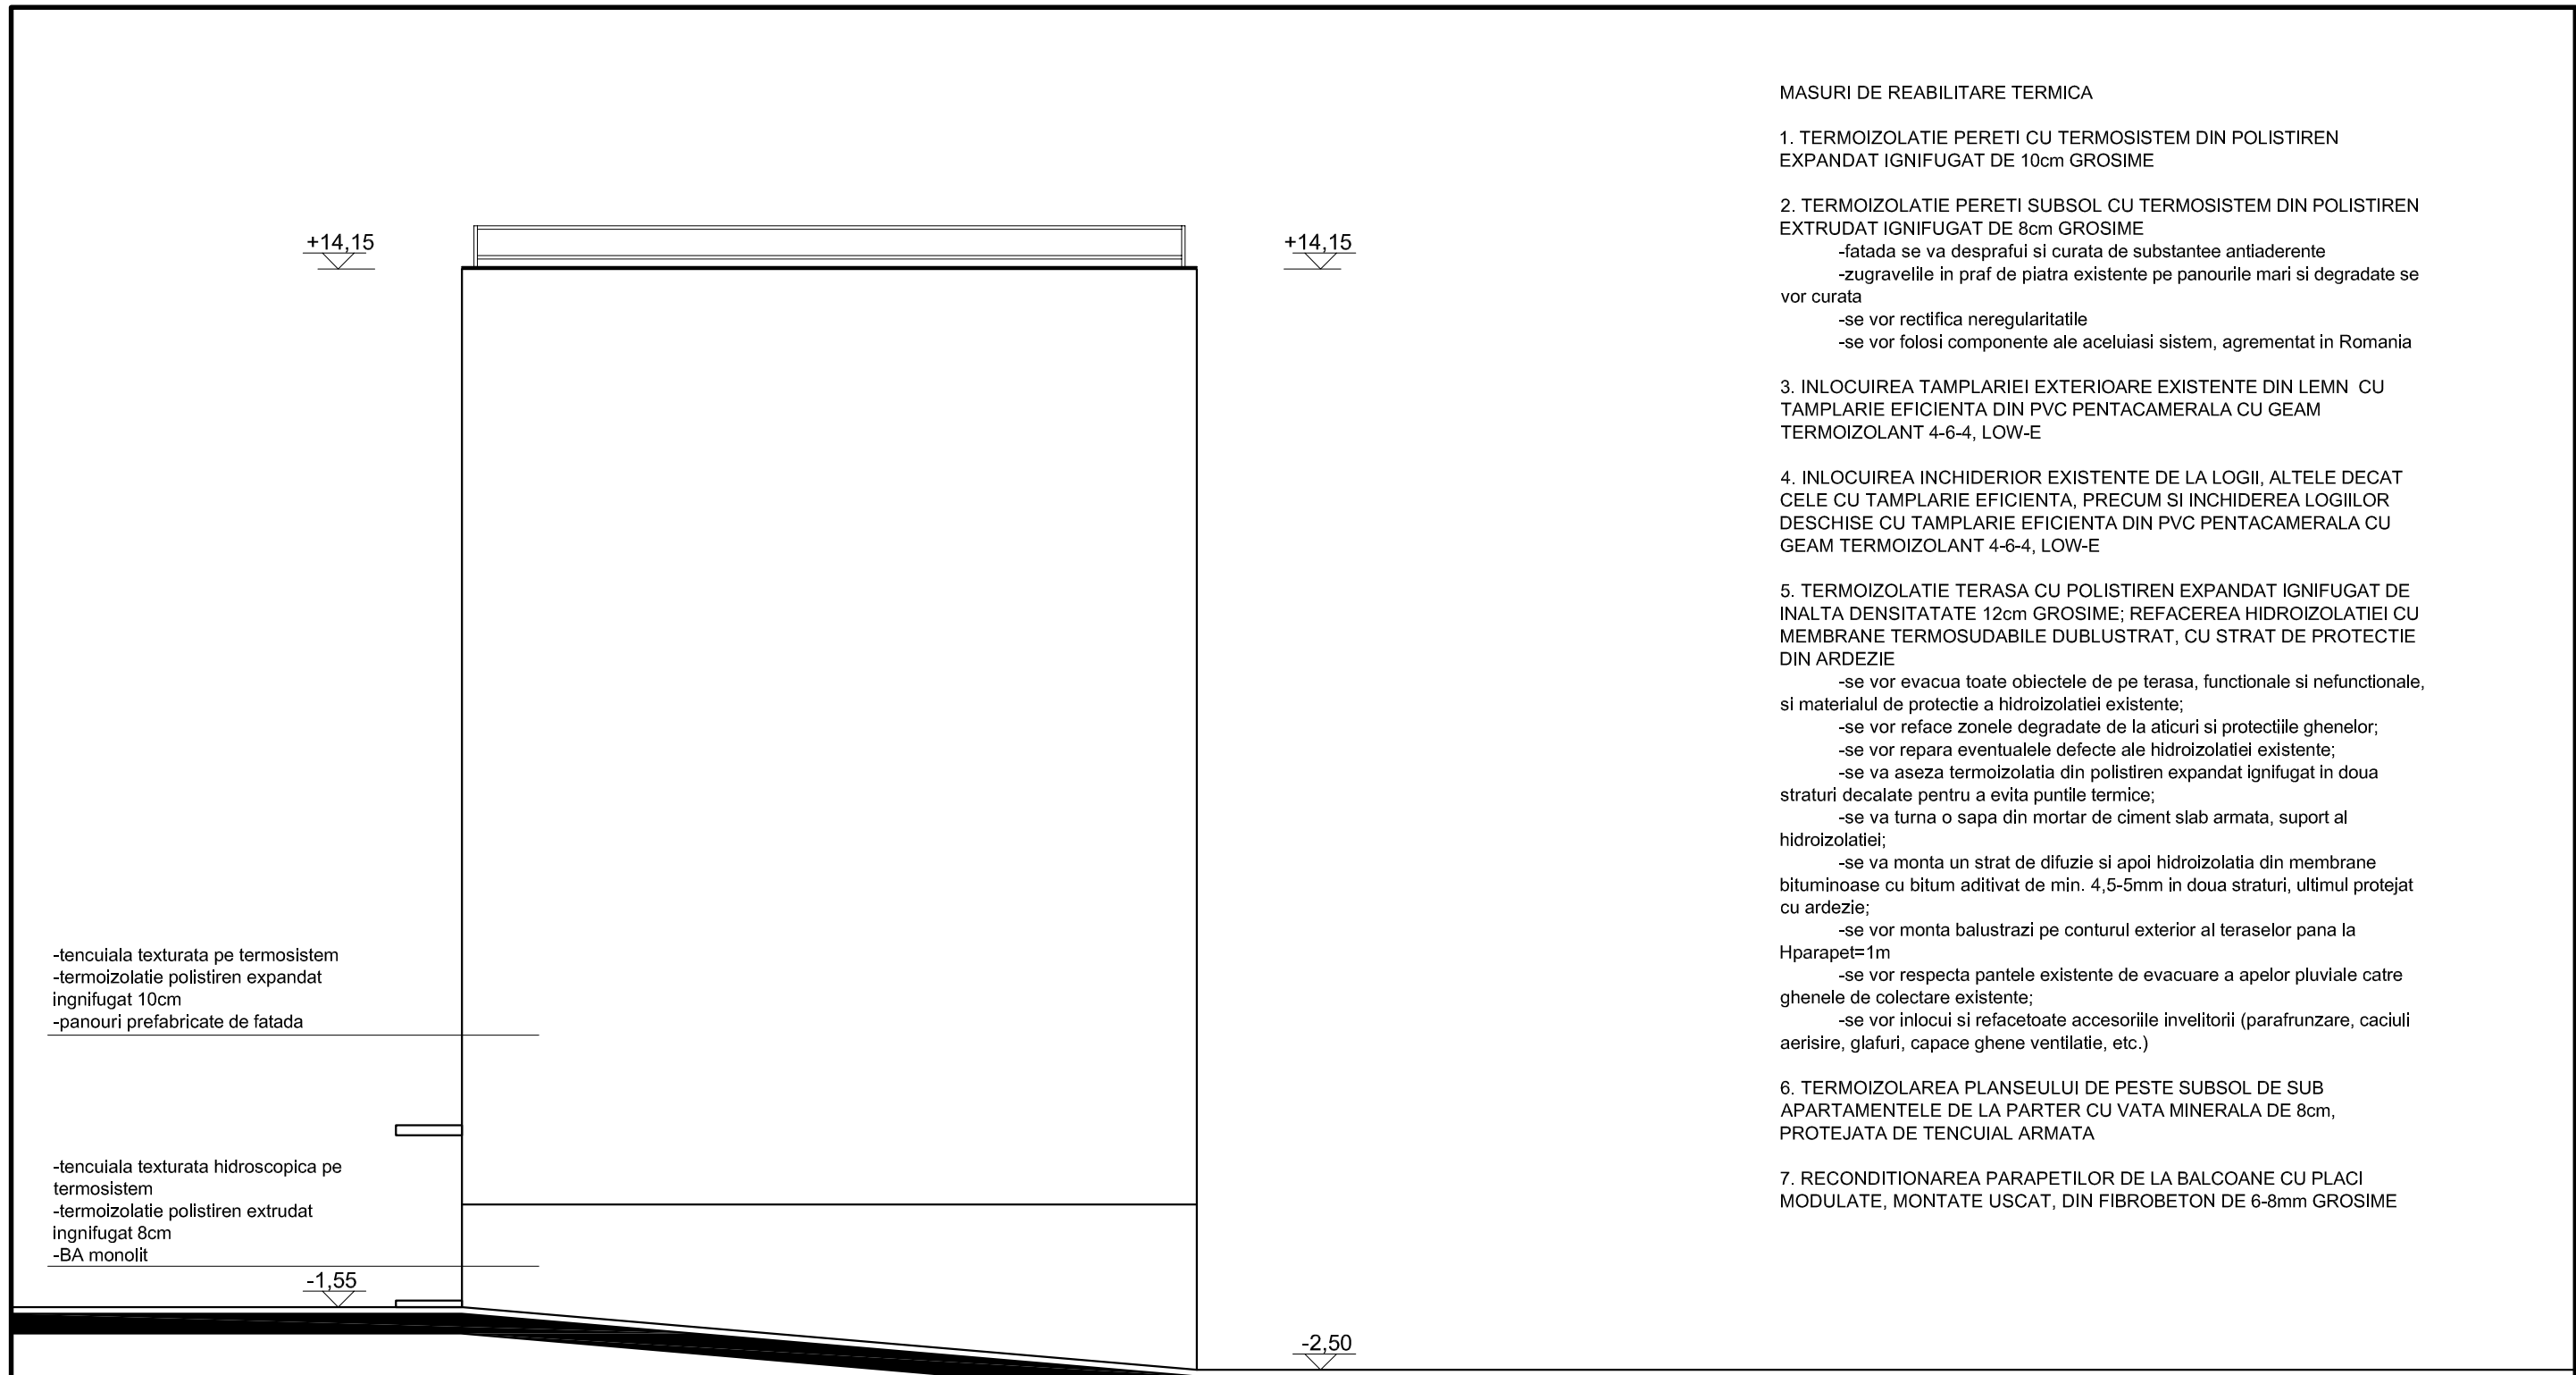 +14,15
+14,15
-tencuiala texturata pe termosistem
-termoizolatie polistiren expandat
ingnifugat 10cm
-panouri prefabricate de fatada
-tencuiala texturata hidroscopica pe
termosistem
-termoizolatie polistiren extrudat
ingnifugat 8cm
-BA monolit
-1,55
-2,50
MASURI DE REABILITARE TERMICA
1. TERMOIZOLATIE PERETI CU TERMOSISTEM DIN POLISTIREN
EXPANDAT IGNIFUGAT DE 10cm GROSIME
2. TERMOIZOLATIE PERETI SUBSOL CU TERMOSISTEM DIN POLISTIREN
EXTRUDAT IGNIFUGAT DE 8cm GROSIME
-fatada se va desprafui si curata de substantee antiaderente
-zugravelile in praf de piatra existente pe panourile mari si degradate se
vor curata
-se vor rectifica neregularitatile
-se vor folosi componente ale aceluiasi sistem, agrementat in Romania
3. INLOCUIREA TAMPLARIEI EXTERIOARE EXISTENTE DIN LEMN  CU
TAMPLARIE EFICIENTA DIN PVC PENTACAMERALA CU GEAM
TERMOIZOLANT 4-6-4, LOW-E
4. INLOCUIREA INCHIDERIOR EXISTENTE DE LA LOGII, ALTELE DECAT
CELE CU TAMPLARIE EFICIENTA, PRECUM SI INCHIDEREA LOGIILOR
DESCHISE CU TAMPLARIE EFICIENTA DIN PVC PENTACAMERALA CU
GEAM TERMOIZOLANT 4-6-4, LOW-E
5. TERMOIZOLATIE TERASA CU POLISTIREN EXPANDAT IGNIFUGAT DE
INALTA DENSITATATE 12cm GROSIME; REFACEREA HIDROIZOLATIEI CU
MEMBRANE TERMOSUDABILE DUBLUSTRAT, CU STRAT DE PROTECTIE
DIN ARDEZIE
-se vor evacua toate obiectele de pe terasa, functionale si nefunctionale,
si materialul de protectie a hidroizolatiei existente;
-se vor reface zonele degradate de la aticuri si protectiile ghenelor;
-se vor repara eventualele defecte ale hidroizolatiei existente;
-se va aseza termoizolatia din polistiren expandat ignifugat in doua
straturi decalate pentru a evita puntile termice;
-se va turna o sapa din mortar de ciment slab armata, suport al
hidroizolatiei;
-se va monta un strat de difuzie si apoi hidroizolatia din membrane
bituminoase cu bitum aditivat de min. 4,5-5mm in doua straturi, ultimul protejat
cu ardezie;
-se vor monta balustrazi pe conturul exterior al teraselor pana la
Hparapet=1m
-se vor respecta pantele existente de evacuare a apelor pluviale catre
ghenele de colectare existente;
-se vor inlocui si refacetoate accesoriile invelitorii (parafrunzare, caciuli
aerisire, glafuri, capace ghene ventilatie, etc.)
6. TERMOIZOLAREA PLANSEULUI DE PESTE SUBSOL DE SUB
APARTAMENTELE DE LA PARTER CU VATA MINERALA DE 8cm,
PROTEJATA DE TENCUIAL ARMATA
7. RECONDITIONAREA PARAPETILOR DE LA BALCOANE CU PLACI
MODULATE, MONTATE USCAT, DIN FIBROBETON DE 6-8mm GROSIME